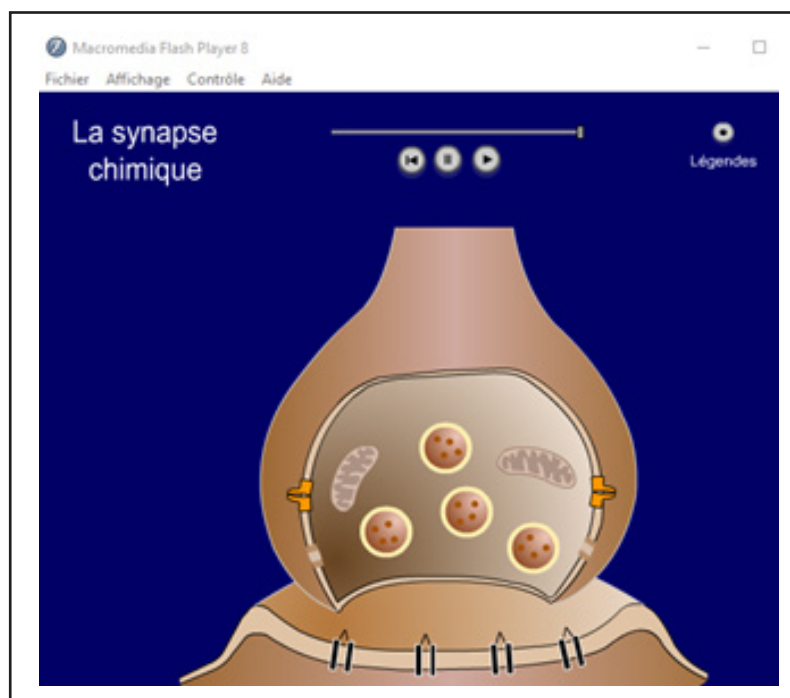 Macromedia Flash Player 8
Fichier Affichage Contrôle Aide
La synapse
chimique
Légendes